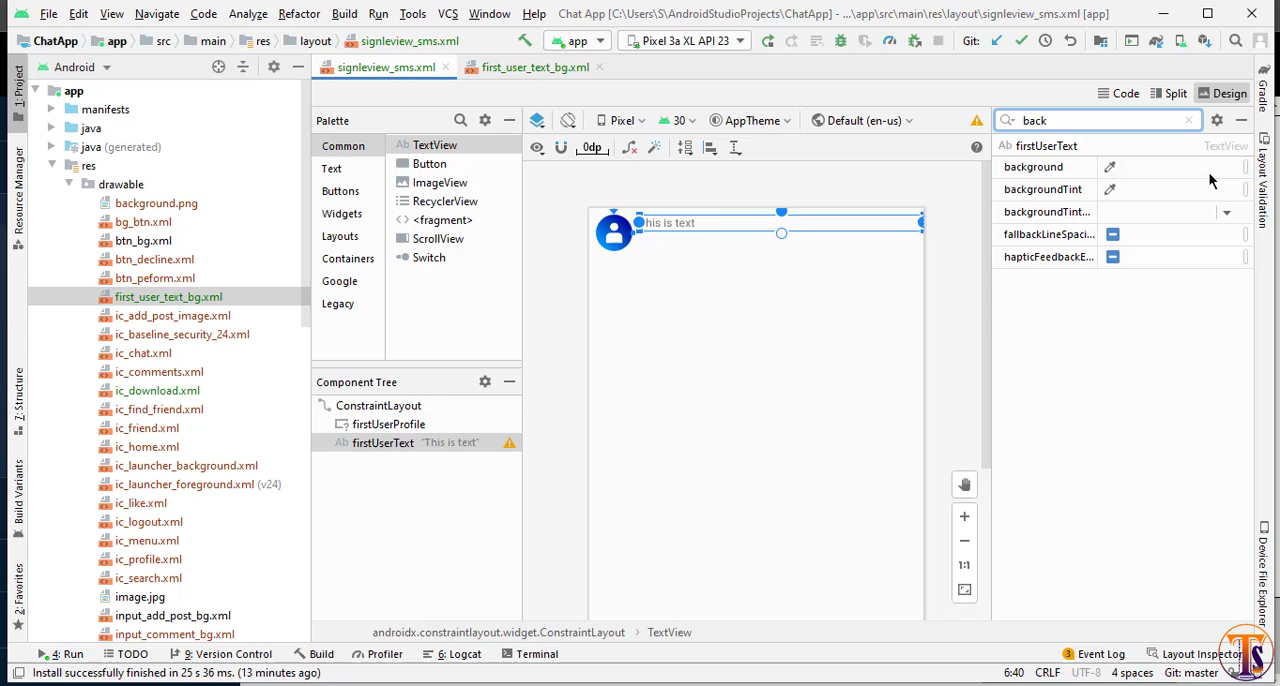 File Edit View Navigate Code Analyze Refactor Build Run Tools VCS Window Help Chat App [C:\Users\S\AndroidStudioProjects\ChatApp] - ...\app\src\main\res\layout\signleview_sms.xml [app]
ChatApp app src main res layout signleview_sms.xml app Pixel 3a XL API 23 Git:
Android signleview_sms.xml first_user_text_bg.xml
Code Split Design
Palette Pixel 30 AppTheme Default (en-us) back
Common Ab TextView 0dp Ab firstUserText TextView
Text Button background
Buttons ImageView backgroundTint
Widgets RecyclerView backgroundTint...
Layouts <> <fragment> fallbackLineSpaci...
Containers ScrollView hapticFeedbackE...
Google Switch
Legacy
his is text
1: Project
Resource Manager
7: Structure
Build Variants
2: Favorites
app
manifests
java
java (generated)
res
drawable
background.png
bg_btn.xml
btn_bg.xml
btn_decline.xml
btn_peform.xml
first_user_text_bg.xml
ic_add_post_image.xml
ic_baseline_security_24.xml
ic_chat.xml
ic_comments.xml
ic_download.xml
ic_find_friend.xml
ic_friend.xml
ic_home.xml
ic_launcher_background.xml
ic_launcher_foreground.xml (v24)
ic_like.xml
ic_logout.xml
ic_menu.xml
ic_profile.xml
ic_search.xml
image.jpg
input_add_post_bg.xml
input_comment_bg.xml
Component Tree
ConstraintLayout
firstUserProfile
Ab firstUserText "This is text"
1:1
Gradle
Layout Validation
Device File Explorer
androidx.constraintlayout.widget.ConstraintLayout TextView
4: Run TODO 9: Version Control Build Profiler 6: Logcat Terminal 3 Event Log Layout Inspector
Install successfully finished in 25 s 36 ms. (13 minutes ago) 6:40 CRLF UTF-8 4 spaces Git: master
TS